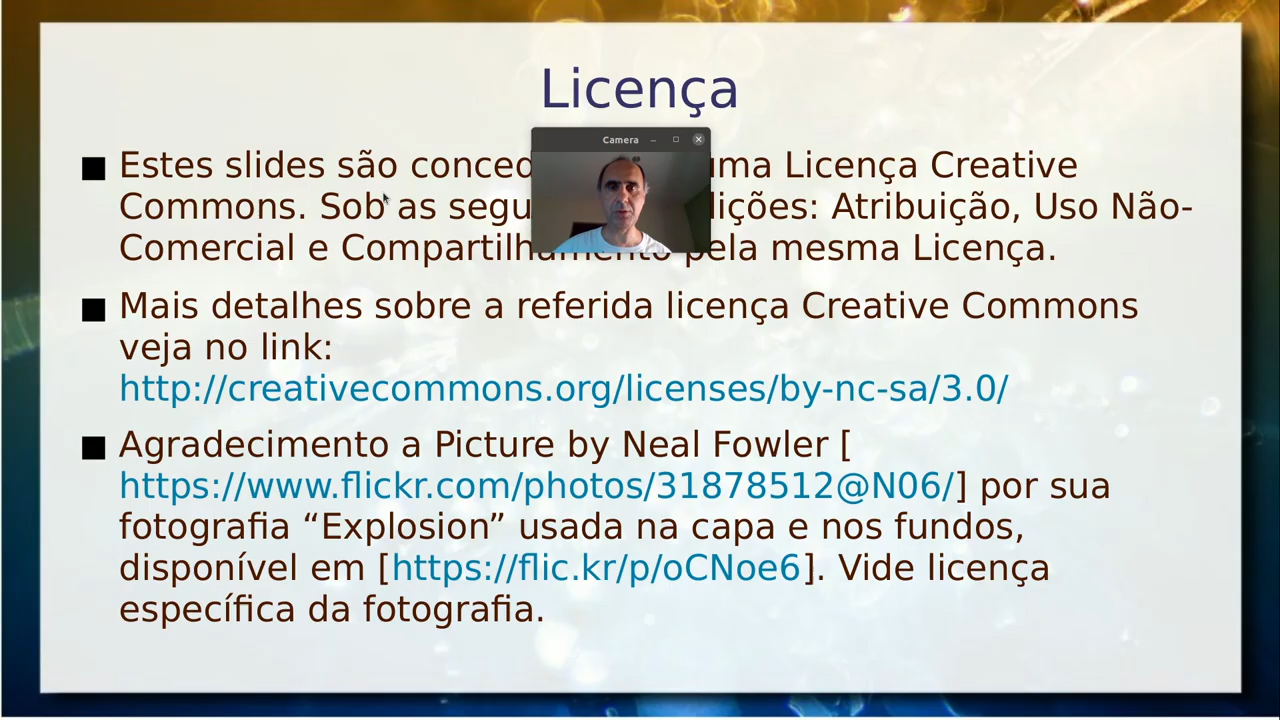 Licença
Camera
Estes slides são conced uma Licença Creative
Commons. Sob as segu dições: Atribuição, Uso Não-
Comercial e Compartilhamento pela mesma Licença.
Mais detalhes sobre a referida licença Creative Commons
veja no link:
http://creativecommons.org/licenses/by-nc-sa/3.0/
Agradecimento a Picture by Neal Fowler [
https://www.flickr.com/photos/31878512@N06/] por sua
fotografia “Explosion” usada na capa e nos fundos,
disponível em [https://flic.kr/p/oCNoe6]. Vide licença
específica da fotografia.